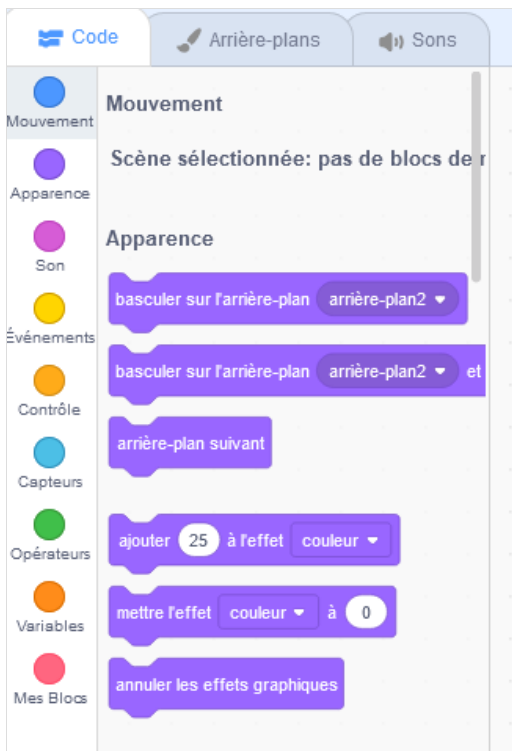 Code
Arrière-plans
Sons
Mouvement
Apparence
Son
Événements
Contrôle
Capteurs
Opérateurs
Variables
Mes Blocs
Mouvement
Scène sélectionnée: pas de blocs de
Apparence
basculer sur l'arrière-plan arrière-plan2
basculer sur l'arrière-plan arrière-plan2 et
arrière-plan suivant
ajouter 25 à l'effet couleur
mettre l'effet couleur à 0
annuler les effets graphiques